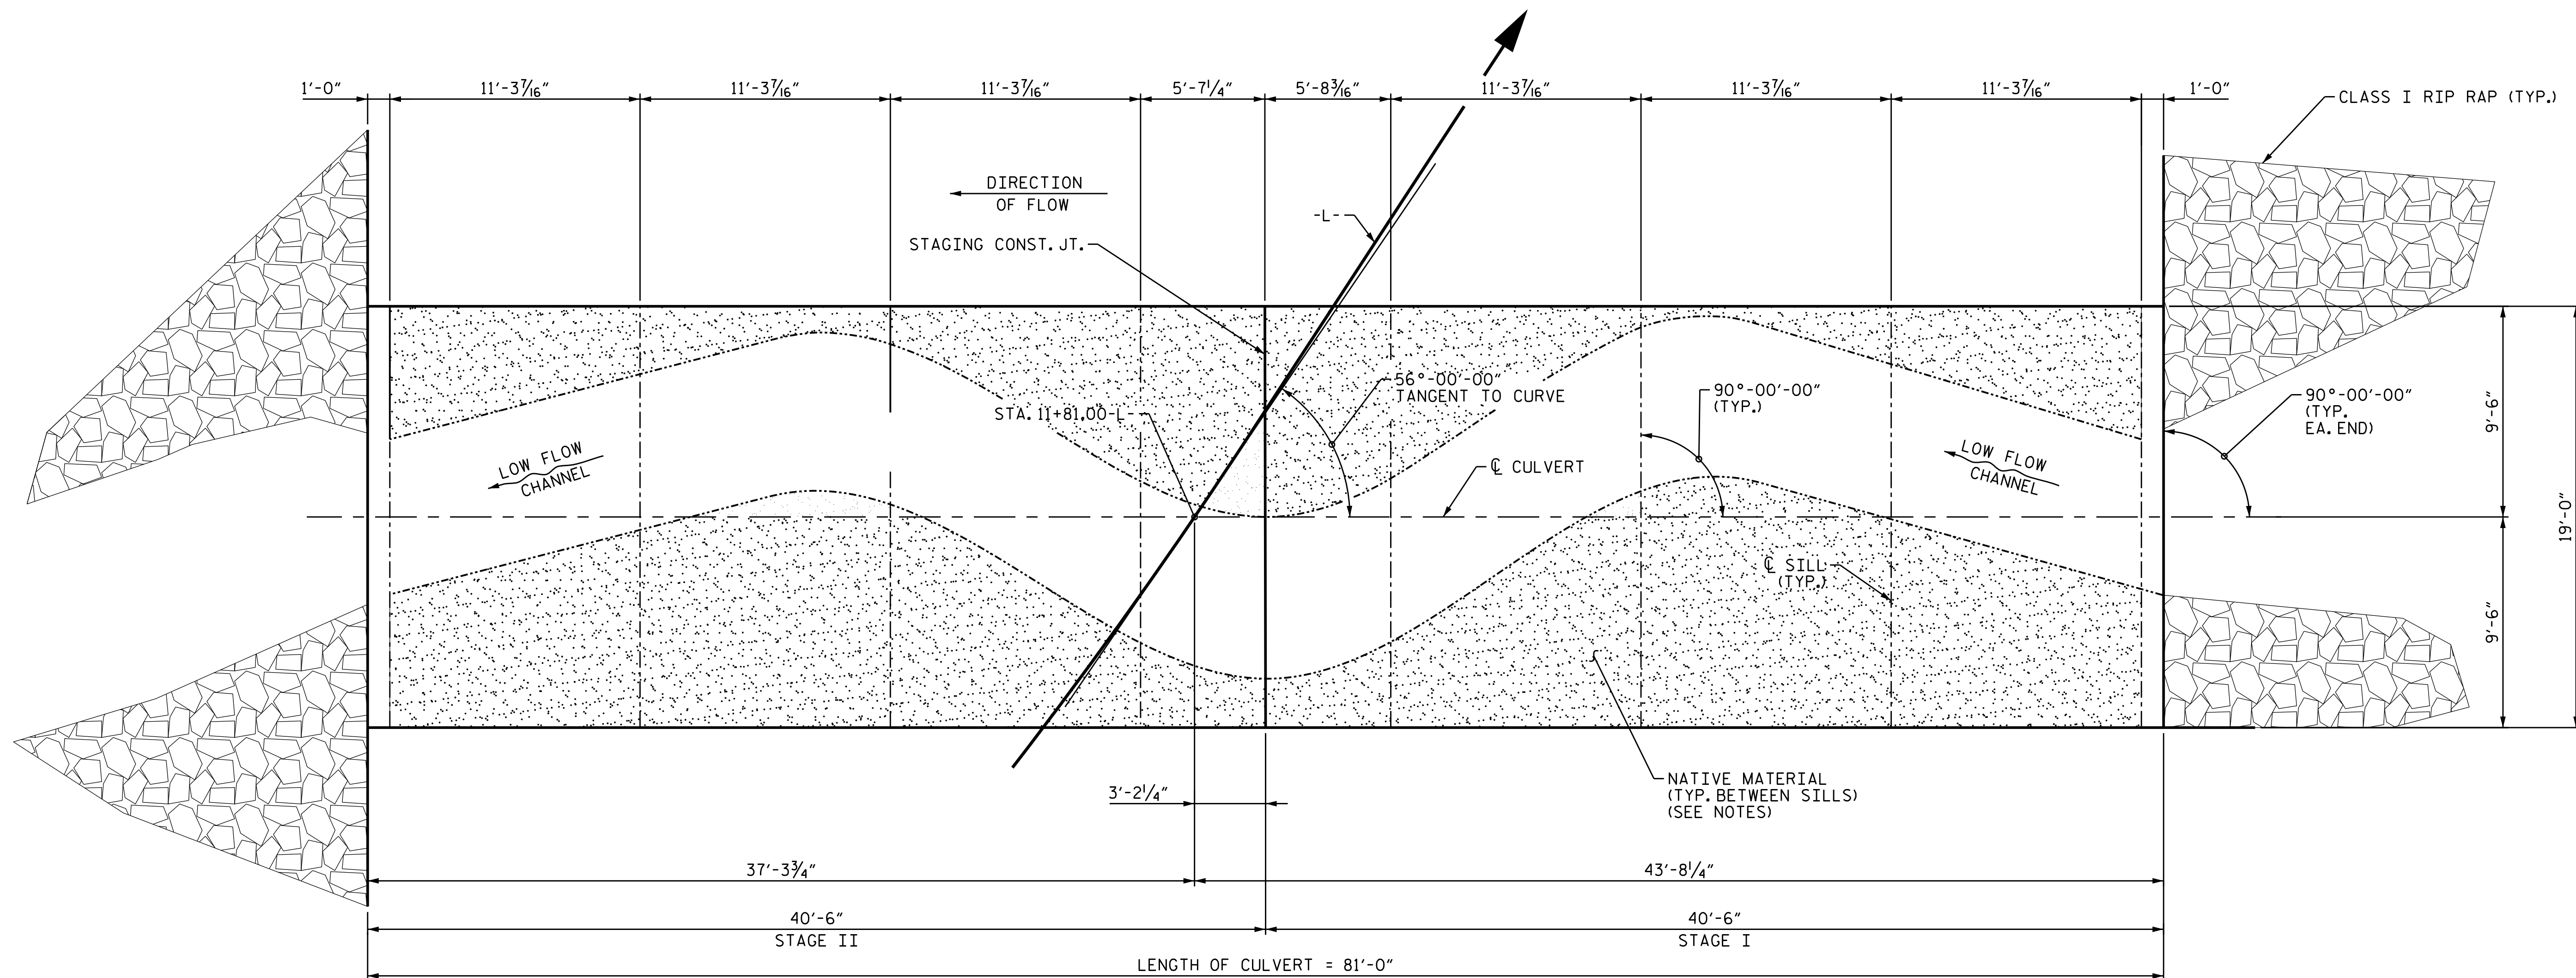 1'-0"
11'-3 7/16"
11'-3 7/16"
11'-3 7/16"
5'-7 1/4"
5'-8 3/16"
11'-3 7/16"
11'-3 7/16"
11'-3 7/16"
1'-0"
CLASS I RIP RAP (TYP.)
DIRECTION
OF FLOW
-L-
STAGING CONST. JT.
56°-00'-00"
TANGENT TO CURVE
STA. 11+81.00-L-
90°-00'-00"
(TYP.)
90°-00'-00"
(TYP.
EA. END)
9'-6"
LOW FLOW
CHANNEL
℄ CULVERT
LOW FLOW
CHANNEL
19'-0"
℄ SILL
(TYP.)
9'-6"
NATIVE MATERIAL
(TYP. BETWEEN SILLS)
(SEE NOTES)
3'-2 1/4"
37'-3 3/4"
43'-8 1/4"
40'-6"
STAGE II
40'-6"
STAGE I
LENGTH OF CULVERT = 81'-0"